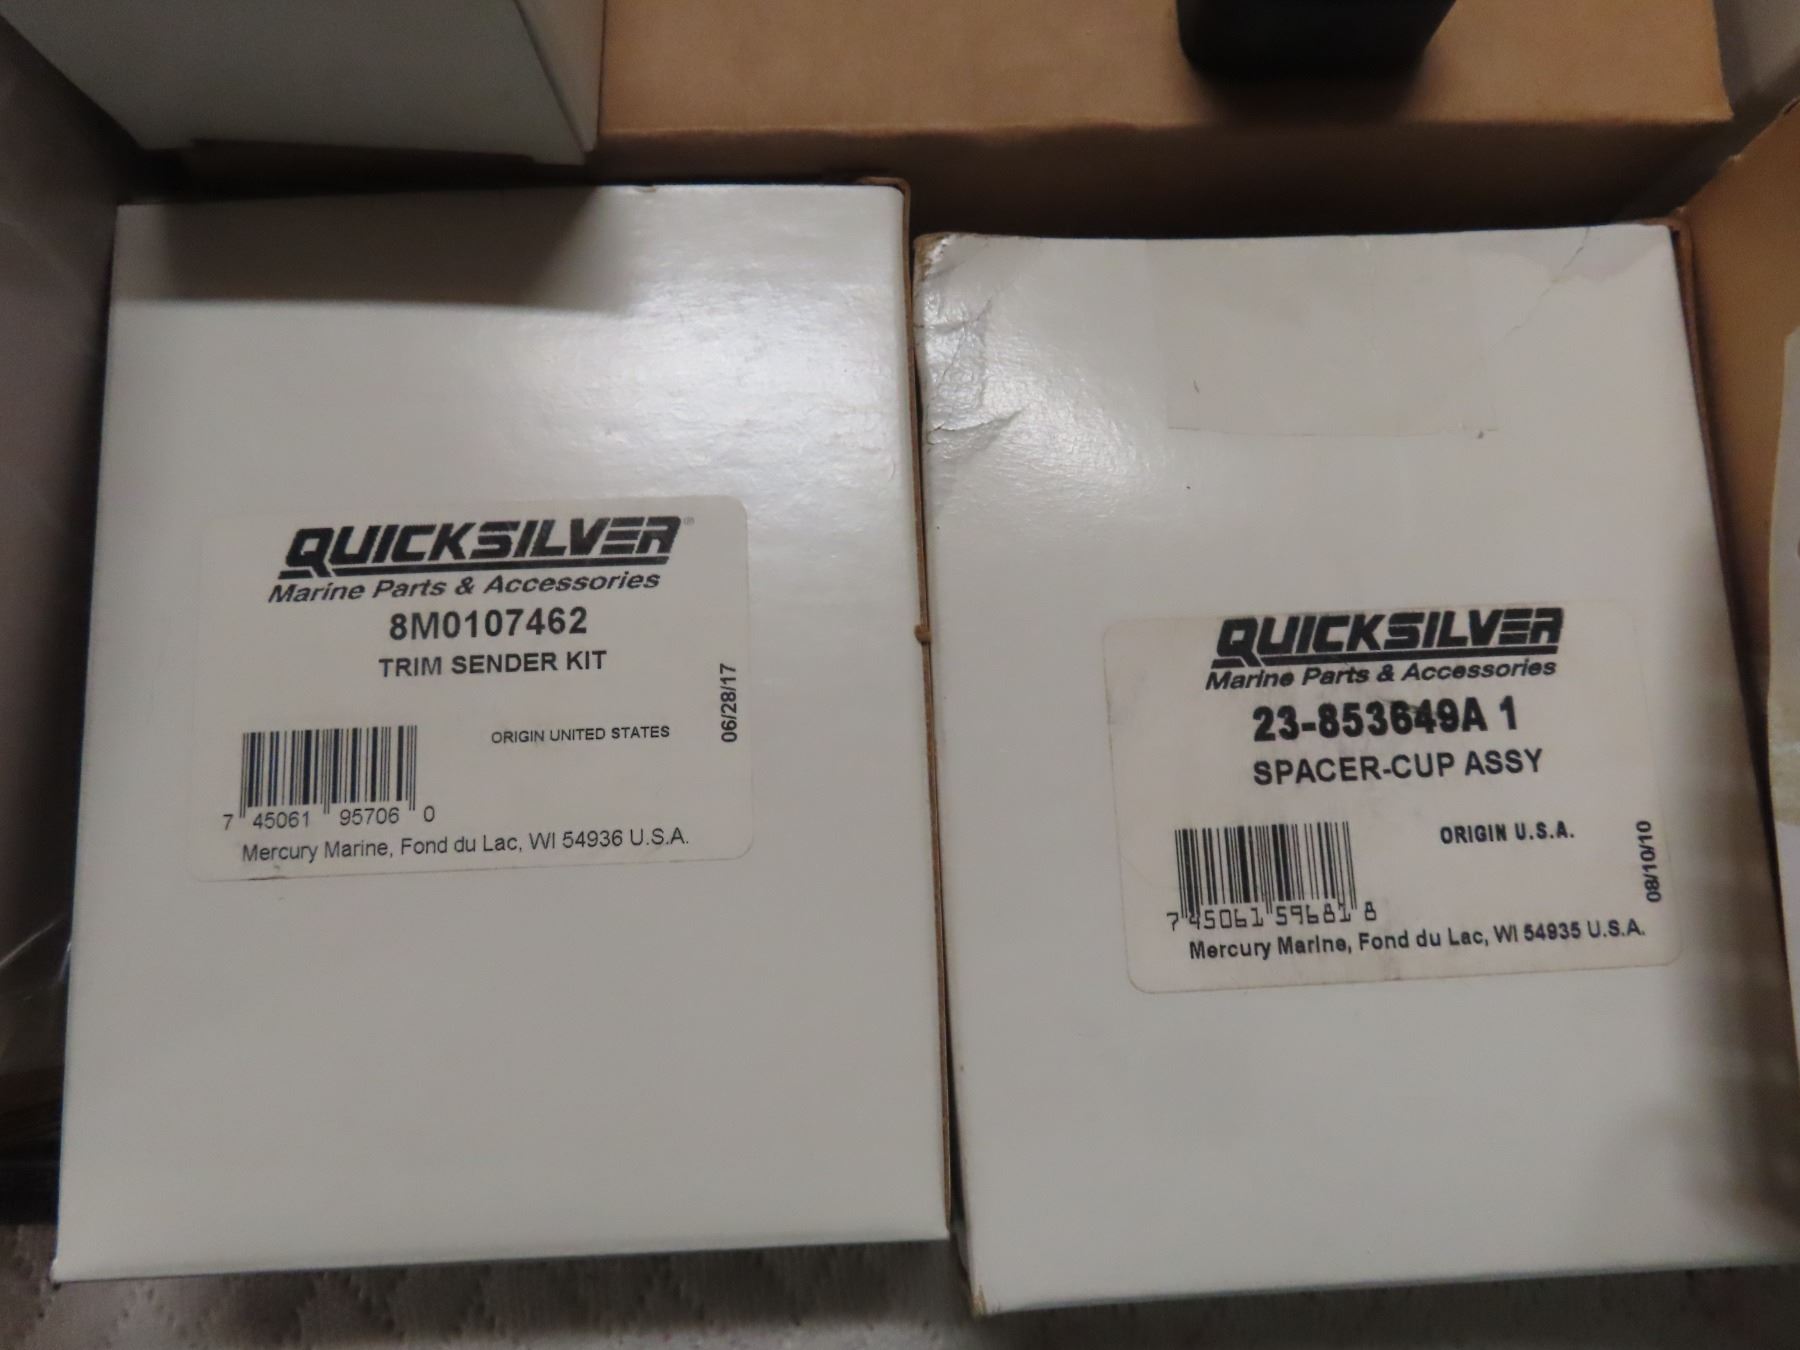 QUICKSILVER®
Marine Parts & Accessories
8M0107462
TRIM SENDER KIT
ORIGIN UNITED STATES
06/28/17
7 45061 95706 0
Mercury Marine, Fond du Lac, WI 54936 U.S.A.
QUICKSILVER
Marine Parts & Accessories
23-853649A 1
SPACER-CUP ASSY
ORIGIN U.S.A.
08/10/10
7 45061 59681 8
Mercury Marine, Fond du Lac, WI 54935 U.S.A.